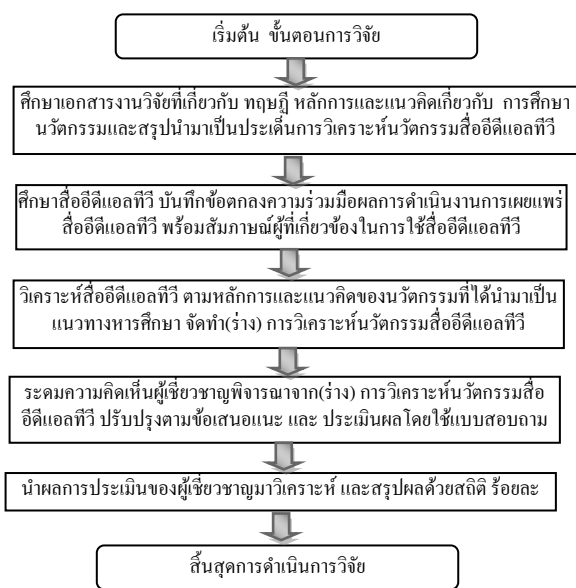 เริ่มต้น ขั้นตอนการวิจัย
ศึกษาเอกสารงานวิจัยที่เกี่ยวกับ ทฤษฎี หลักการและแนวคิดเกี่ยวกับ การศึกษา
นวัตกรรมและสรุปนำมาเป็นประเด็นการวิเคราะห์นวัตกรรมสื่ออีดีแอลทีวี
ศึกษาสื่ออีดีแอลทีวี บันทึกข้อตกลงความร่วมมือผลการดำเนินงานการเผยแพร่
สื่ออีดีแอลทีวี พร้อมสัมภาษณ์ผู้ที่เกี่ยวข้องในการใช้สื่ออีดีแอลทีวี
วิเคราะห์สื่ออีดีแอลทีวี ตามหลักการและแนวคิดของนวัตกรรมที่ได้นำมาเป็น
แนวทางหารศึกษา จัดทำ(ร่าง) การวิเคราะห์นวัตกรรมสื่ออีดีแอลทีวี
ระดมความคิดเห็นผู้เชี่ยวชาญพิจารณาจาก(ร่าง) การวิเคราะห์นวัตกรรมสื่อ
อีดีแอลทีวี ปรับปรุงตามข้อเสนอแนะ และ ประเมินผลโดยใช้แบบสอบถาม
นำผลการประเมินของผู้เชี่ยวชาญมาวิเคราะห์ และสรุปผลด้วยสถิติ ร้อยละ
สิ้นสุดการดำเนินการวิจัย